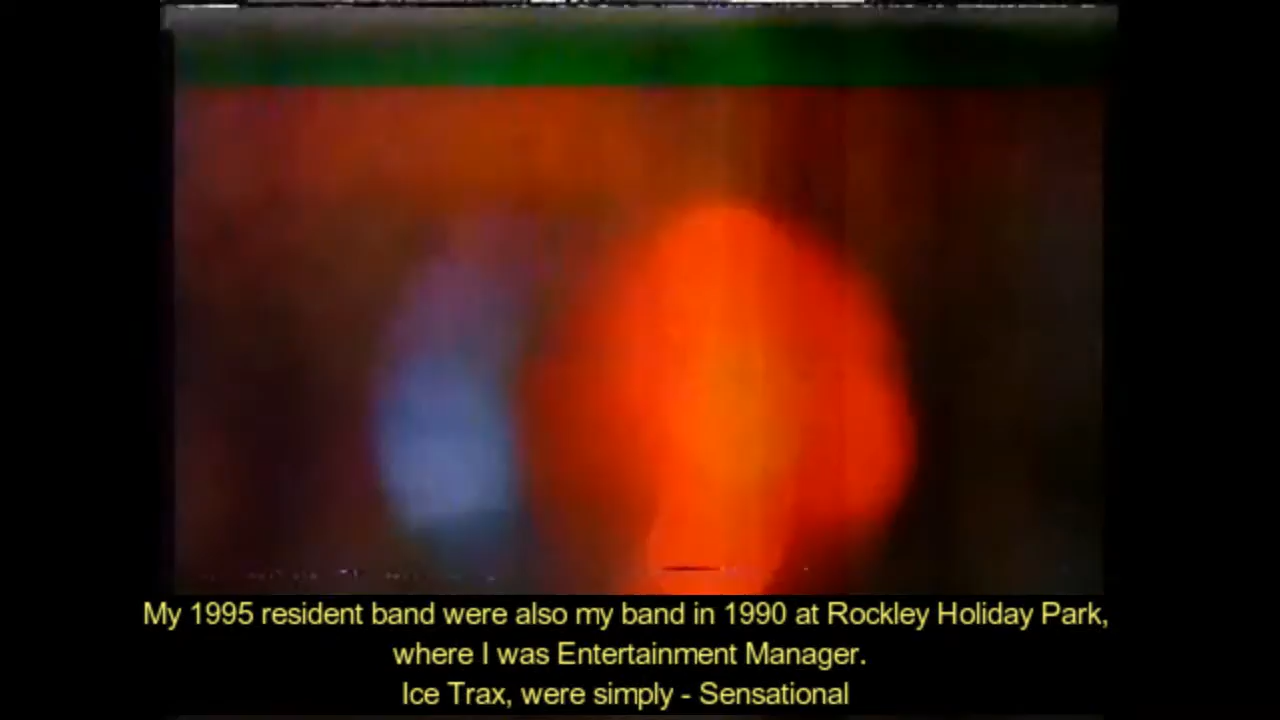 My 1995 resident band were also my band in 1990 at Rockley Holiday Park,
where I was Entertainment Manager.
Ice Trax, were simply - Sensational